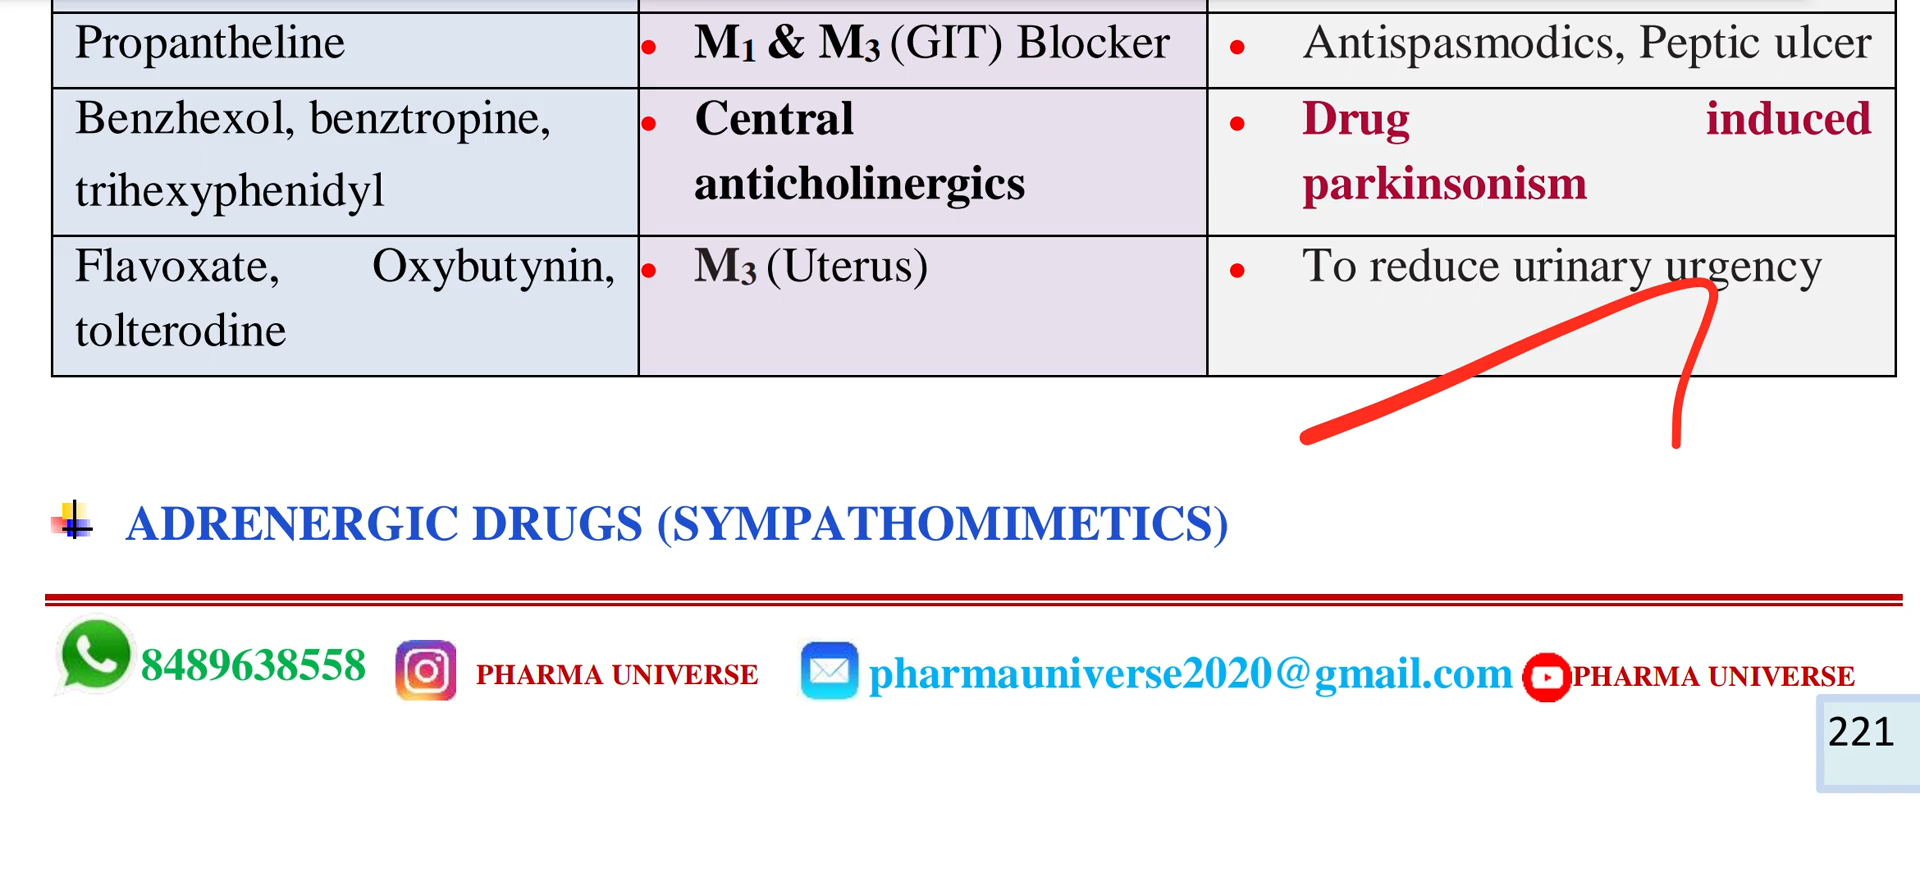 Propantheline
• M1 & M3 (GIT) Blocker
• Antispasmodics, Peptic ulcer
Benzhexol, benztropine,
trihexyphenidyl
• Central
anticholinergics
• Drug induced
parkinsonism
Flavoxate, Oxybutynin,
tolterodine
• M3 (Uterus)
• To reduce urinary urgency
ADRENERGIC DRUGS (SYMPATHOMIMETICS)
8489638558 PHARMA UNIVERSE pharmauniverse2020@gmail.com PHARMA UNIVERSE
221